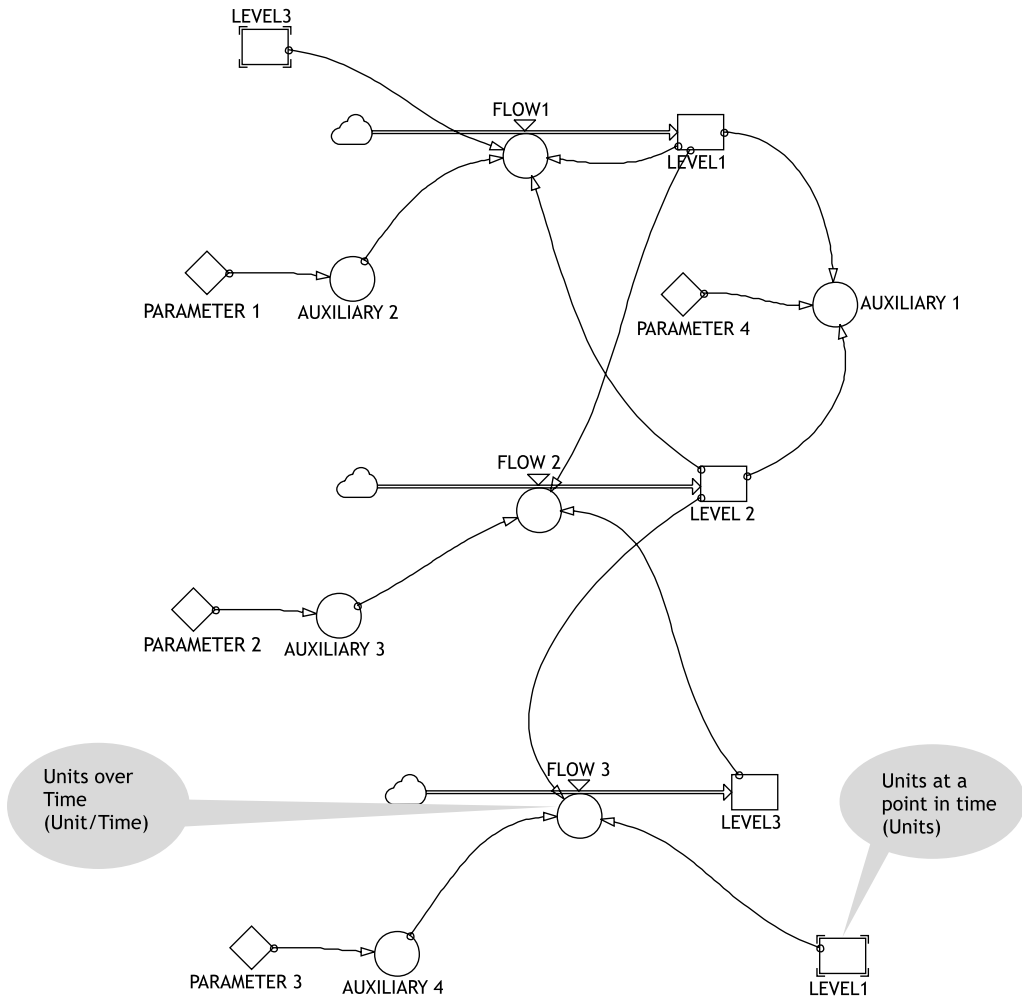 LEVEL3
FLOW1
LEVEL1
PARAMETER 1
AUXILIARY 2
PARAMETER 4
AUXILIARY 1
FLOW 2
LEVEL 2
PARAMETER 2
AUXILIARY 3
Units over
Time
(Unit/Time)
FLOW 3
LEVEL3
Units at a
point in time
(Units)
PARAMETER 3
AUXILIARY 4
LEVEL1